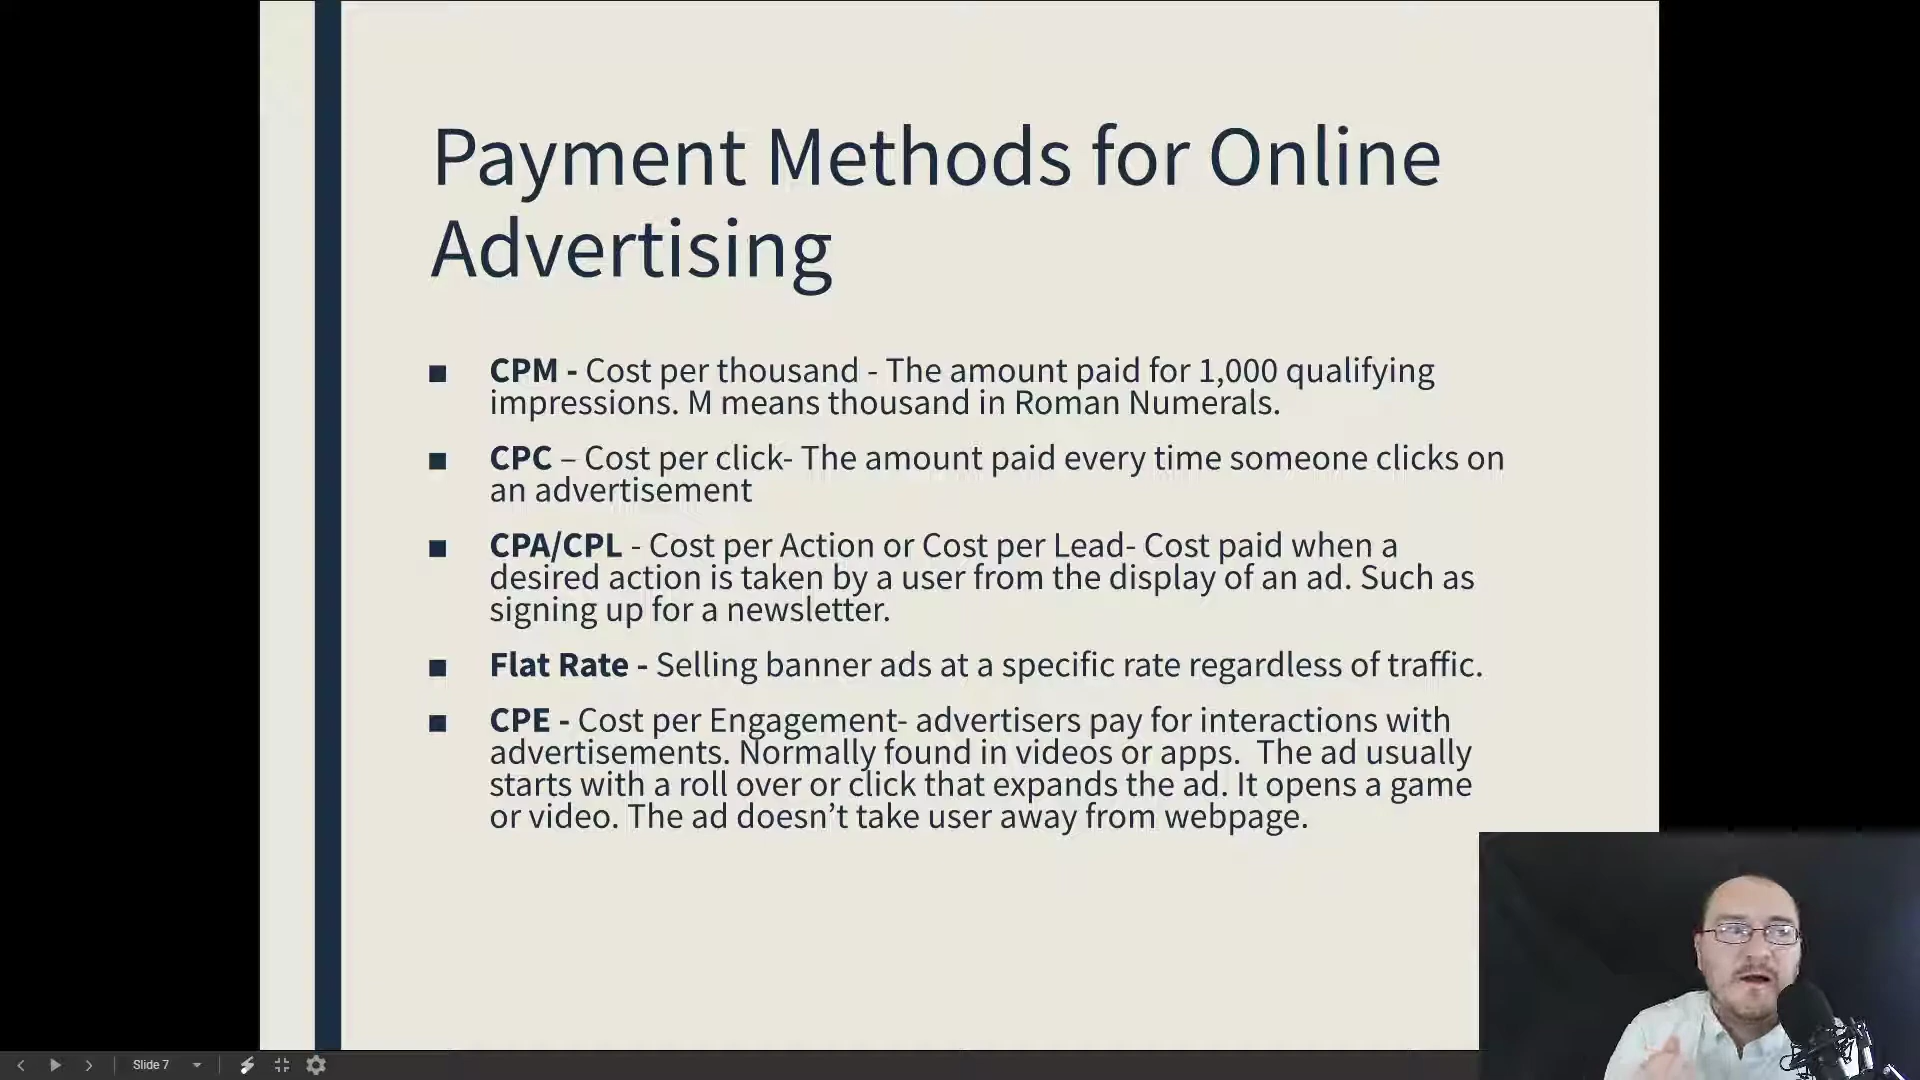 Payment Methods for Online
Advertising
■ CPM - Cost per thousand - The amount paid for 1,000 qualifying
impressions. M means thousand in Roman Numerals.
■ CPC – Cost per click- The amount paid every time someone clicks on
an advertisement
■ CPA/CPL - Cost per Action or Cost per Lead- Cost paid when a
desired action is taken by a user from the display of an ad. Such as
signing up for a newsletter.
■ Flat Rate - Selling banner ads at a specific rate regardless of traffic.
■ CPE - Cost per Engagement- advertisers pay for interactions with
advertisements. Normally found in videos or apps.  The ad usually
starts with a roll over or click that expands the ad. It opens a game
or video. The ad doesn’t take user away from webpage.
Slide 7